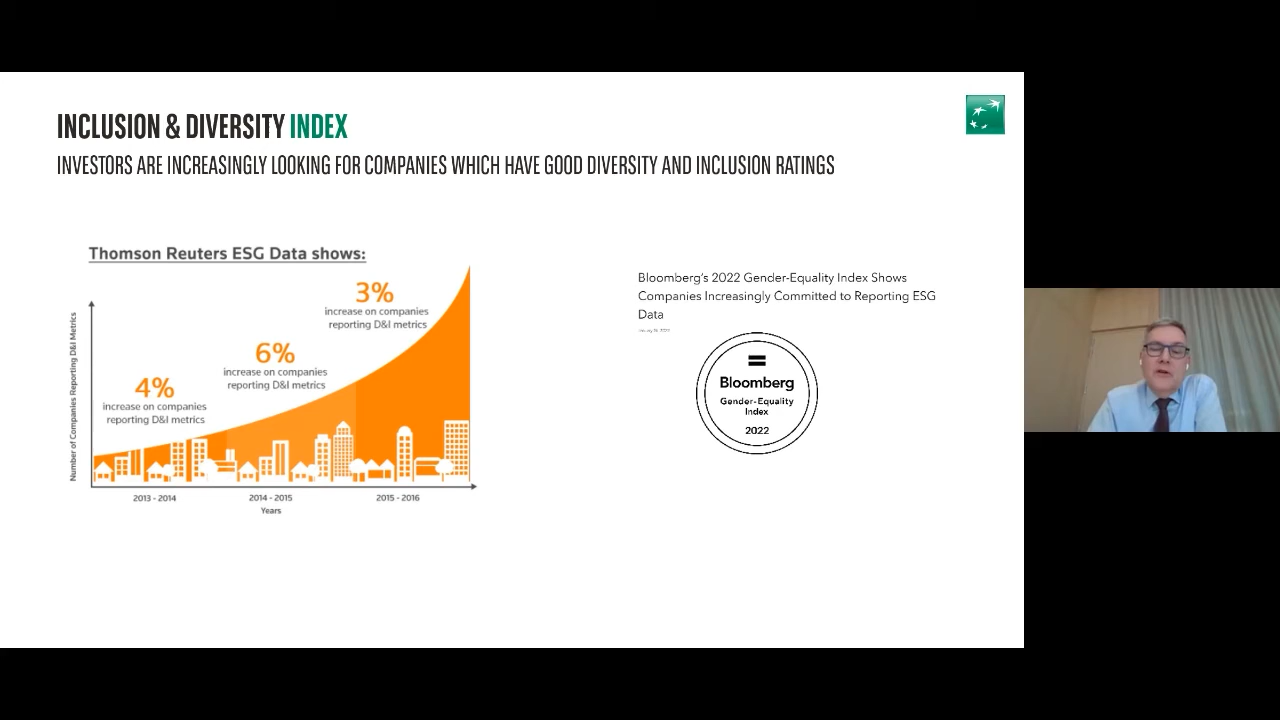 INCLUSION & DIVERSITY INDEX
INVESTORS ARE INCREASINGLY LOOKING FOR COMPANIES WHICH HAVE GOOD DIVERSITY AND INCLUSION RATINGS
Thomson Reuters ESG Data shows:
3%
increase on companies
reporting D&I metrics
6%
increase on companies
reporting D&I metrics
4%
increase on companies
reporting D&I metrics
Number of Companies Reporting D&I Metrics
2013 - 2014
2014 - 2015
2015 - 2016
Years
Bloomberg's 2022 Gender-Equality Index Shows
Companies Increasingly Committed to Reporting ESG
Data
Bloomberg
Gender-Equality
Index
2022